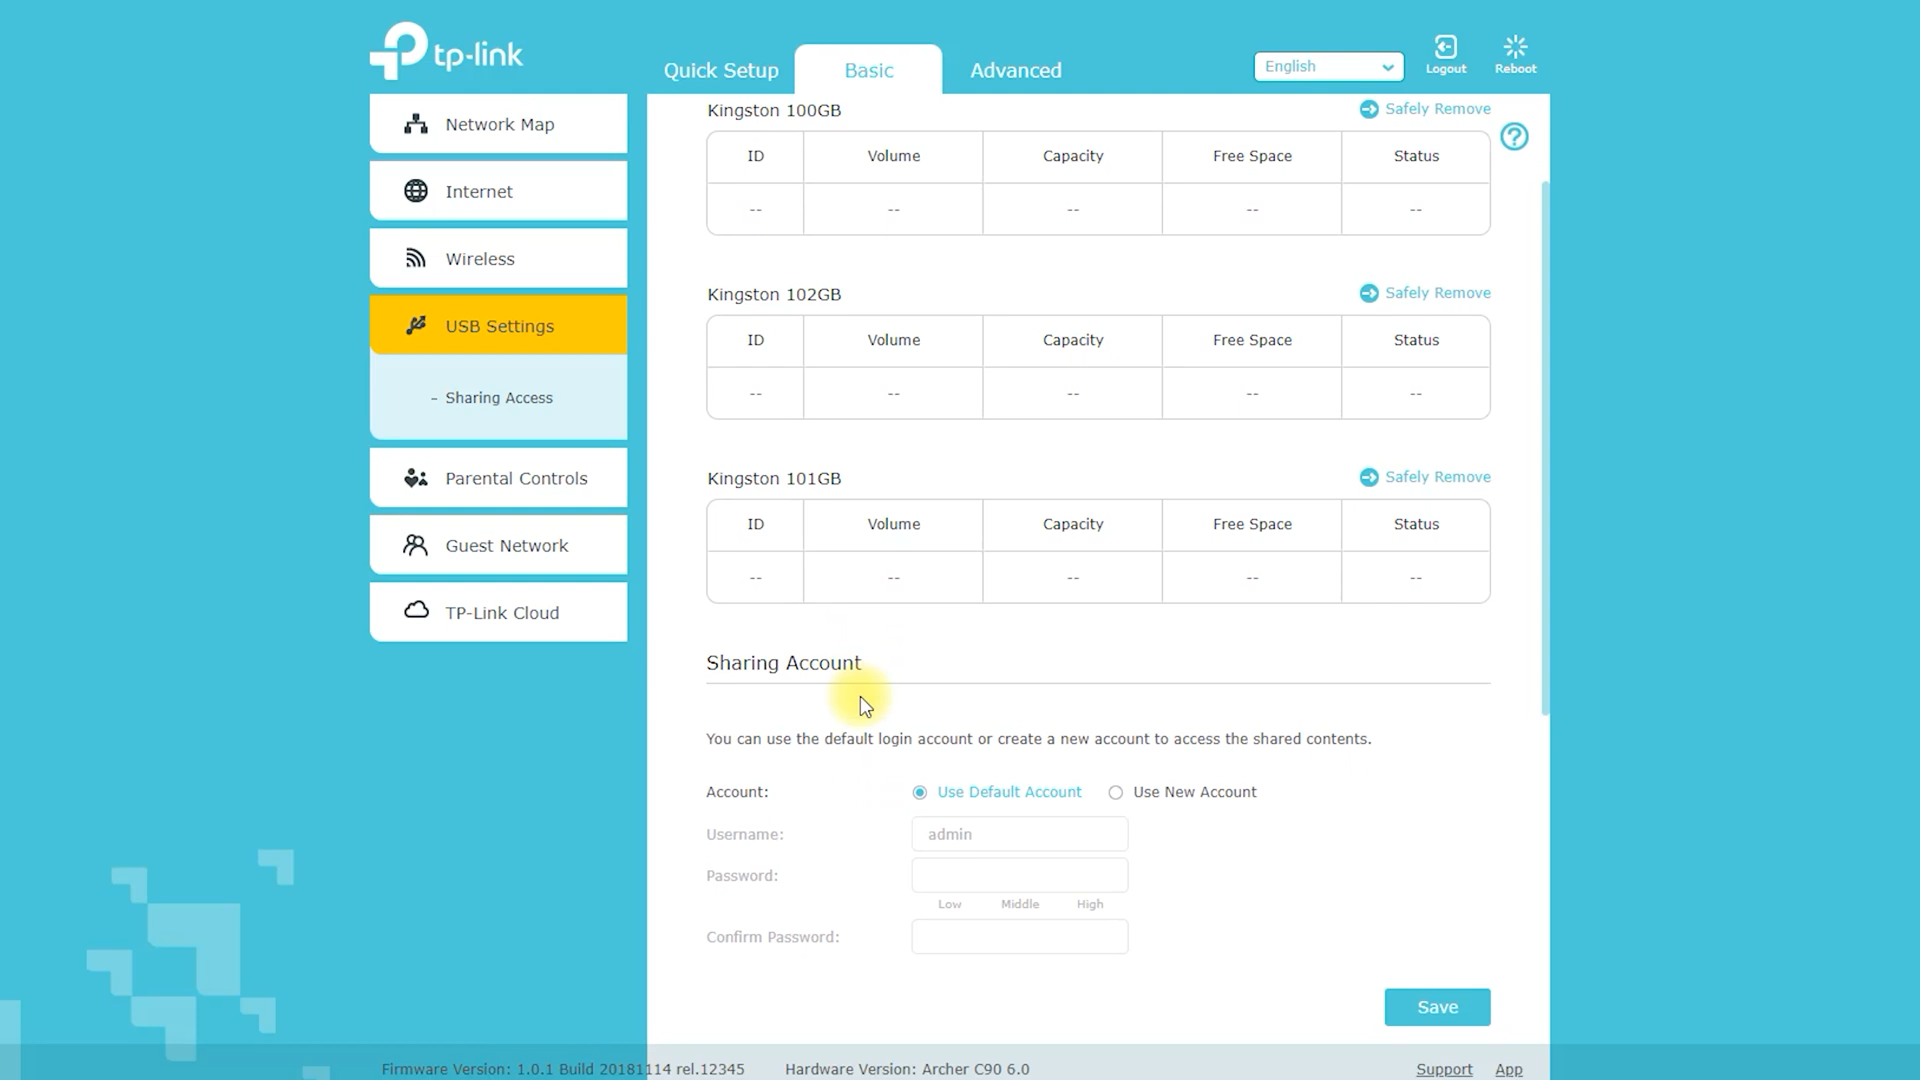 tp-link
Quick Setup
Basic
Advanced
English
Logout
Reboot
Network Map
Internet
Wireless
USB Settings
- Sharing Access
Parental Controls
Guest Network
TP-Link Cloud
Kingston 100GB
Safely Remove
ID Volume Capacity Free Space Status
-- -- -- -- --
Kingston 102GB
Safely Remove
ID Volume Capacity Free Space Status
-- -- -- -- --
Kingston 101GB
Safely Remove
ID Volume Capacity Free Space Status
-- -- -- -- --
Sharing Account
You can use the default login account or create a new account to access the shared contents.
Account: Use Default Account Use New Account
Username: admin
Password:
Low Middle High
Confirm Password:
Save
Firmware Version: 1.0.1 Build 20181114 rel.12345 Hardware Version: Archer C90 6.0 Support App